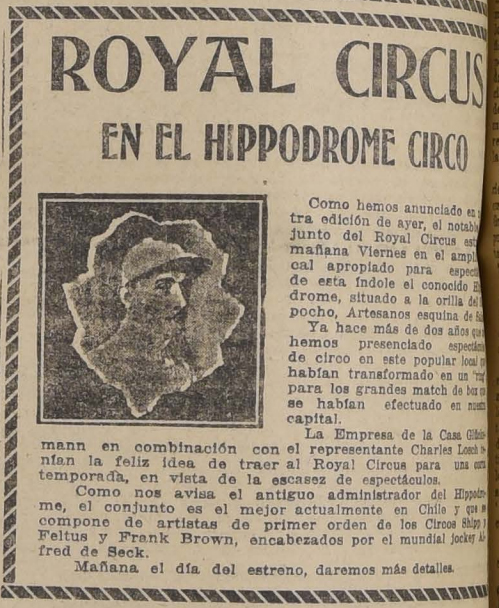 ROYAL CIRCUS
EN EL HIPPODROME CIRCO
Como hemos anunciado en
tra edición de ayer, el notab
junto del Royal Circus est
mañana Viernes en el ampl
cal apropiado para espect
de esta índole el conocido H
drome, situado a la orilla del
pocho, Artesanos esquina de
Ya hace más de dos años q
hemos presenciado espectá
de circo en este popular local
habían transformado en un "ring
para los grandes match de box
se habían efectuado en nues
capital.
La Empresa de la Casa
mann en combinación con el representante Charles Losch
nían la feliz idea de traer al Royal Circus para una corta
temporada, en vista de la escasez de espectáculos.
Como nos avisa el antiguo administrador del Hippodro-
me, el conjunto es el mejor actualmente en Chile y que se
compone de artistas de primer orden de los Circos Shipp y
Feltus y Frank Brown, encabezados por el mundial jockey Al-
fred de Seck.
Mañana el día del estreno, daremos más detalles.